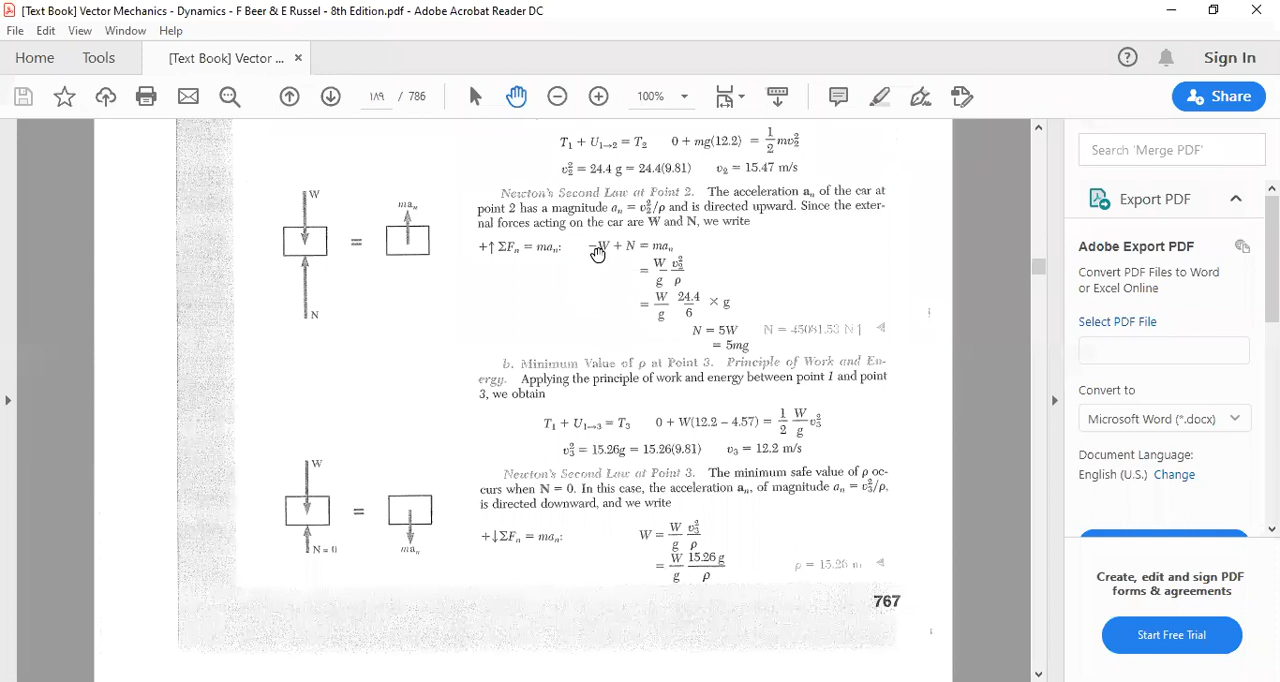 [Text Book] Vector Mechanics - Dynamics - F Beer & E Russel - 8th Edition.pdf - Adobe Acrobat Reader DC
File Edit View Window Help
Home Tools [Text Book] Vector ... × Sign In
١٨٩ / 786 100% Share
T₁ + U₁→₂ = T₂ 0 + mg(12.2) = 1/2 mv₂²
v₂² = 24.4 g = 24.4(9.81) v₂ = 15.47 m/s
Newton's Second Law at Point 2. The acceleration aₙ of the car at
point 2 has a magnitude aₙ = v₂²/ρ and is directed upward. Since the exter-
nal forces acting on the car are W and N, we write
+↑ ΣFₙ = maₙ: −W + N = maₙ
= W/g v₂²/ρ
= W/g 24.4/6 × g
N = 5W N = 45081.53 N↑ ◀
= 5mg
W
=
maₙ
N
b. Minimum Value of ρ at Point 3. Principle of Work and En-
ergy. Applying the principle of work and energy between point 1 and point
3, we obtain
T₁ + U₁→₃ = T₃ 0 + W(12.2 − 4.57) = 1/2 W/g v₃²
v₃² = 15.26g = 15.26(9.81) v₃ = 12.2 m/s
Newton's Second Law at Point 3. The minimum safe value of ρ oc-
curs when N = 0. In this case, the acceleration aₙ, of magnitude aₙ = v₃²/ρ,
is directed downward, and we write
+↓ΣFₙ = maₙ: W = W/g v₃²/ρ
= W/g 15.26 g/ρ ρ = 15.26 m ◀
W
=
N = 0
maₙ
767
Search 'Merge PDF'
Export PDF
Adobe Export PDF
Convert PDF Files to Word
or Excel Online
Select PDF File
Convert to
Microsoft Word (*.docx)
Document Language:
English (U.S.) Change
Create, edit and sign PDF
forms & agreements
Start Free Trial